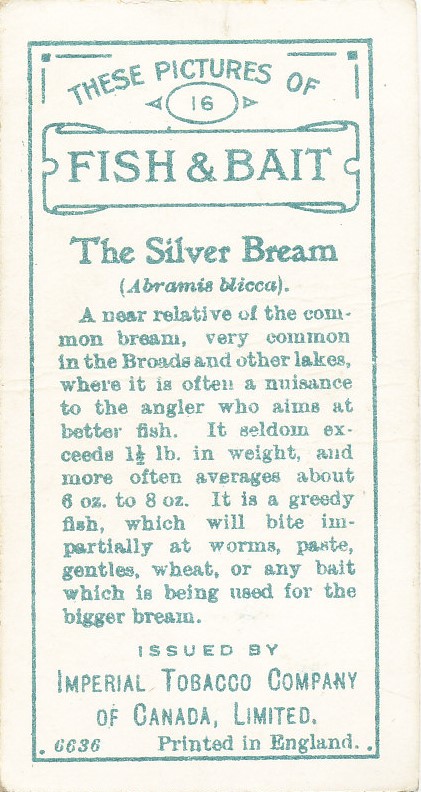 THESE PICTURES OF
16
FISH & BAIT
The Silver Bream
(Abramis blicca).
A near relative of the com-
mon bream, very common
in the Broads and other lakes,
where it is often a nuisance
to the angler who aims at
better fish. It seldom ex-
ceeds 1½ lb. in weight, and
more often averages about
6 oz. to 8 oz. It is a greedy
fish, which will bite im-
partially at worms, paste,
gentles, wheat, or any bait
which is being used for the
bigger bream.
ISSUED BY
IMPERIAL TOBACCO COMPANY
OF CANADA, LIMITED.
6636 Printed in England.